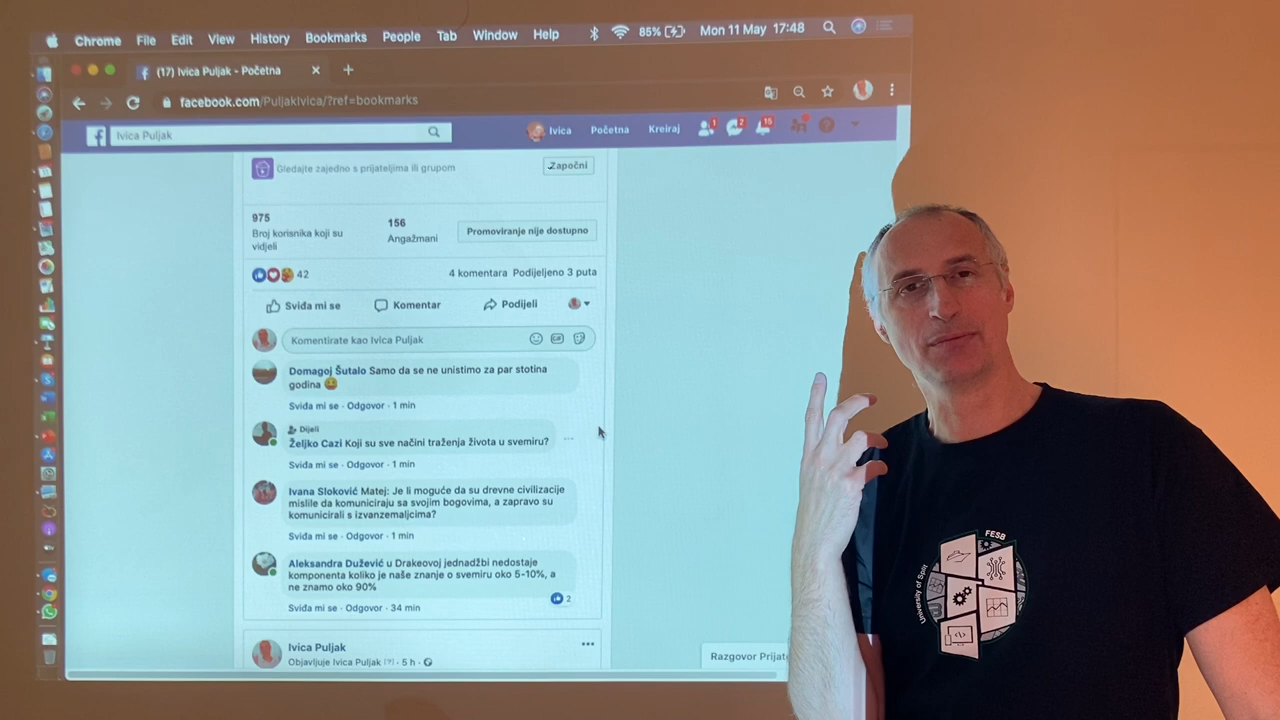 Chrome File Edit View History Bookmarks People Tab Window Help 85% Mon 11 May 17:48
(17) Ivica Puljak - Početna
facebook.com/PuljakIvica/?ref=bookmarks
Ivica Puljak
Ivica Početna Kreiraj 1 2 15
Gledajte zajedno s prijateljima ili grupom Započni
975
Broj korisnika koji su
vidjeli
156
Angažmani
Promoviranje nije dostupno
42 4 komentara Podijeljeno 3 puta
Sviđa mi se Komentar Podijeli
Komentirate kao Ivica Puljak GIF
Domagoj Šutalo Samo da se ne unistimo za par stotina
godina
Sviđa mi se · Odgovor · 1 min
Dijeli
Željko Cazi Koji su sve načini traženja života u svemiru?
Sviđa mi se · Odgovor · 1 min
Ivana Sloković Matej: Je li moguće da su drevne civilizacije
mislile da komuniciraju sa svojim bogovima, a zapravo su
komunicirali s izvanzemaljcima?
Sviđa mi se · Odgovor · 1 min
Aleksandra Dužević u Drakeovoj jednadžbi nedostaje
komponenta koliko je naše znanje o svemiru oko 5-10%, a
ne znamo oko 90%
2
Sviđa mi se · Odgovor · 34 min
Ivica Puljak
Objavljuje Ivica Puljak [?] · 5 h ·
Razgovor
FESB
University of Split